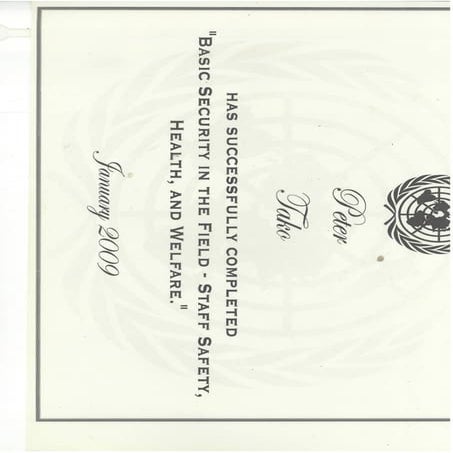 Peter
Tako
HAS SUCCESSFULLY COMPLETED
"BASIC SECURITY IN THE FIELD - STAFF SAFETY,
HEALTH, AND WELFARE."
January 2009